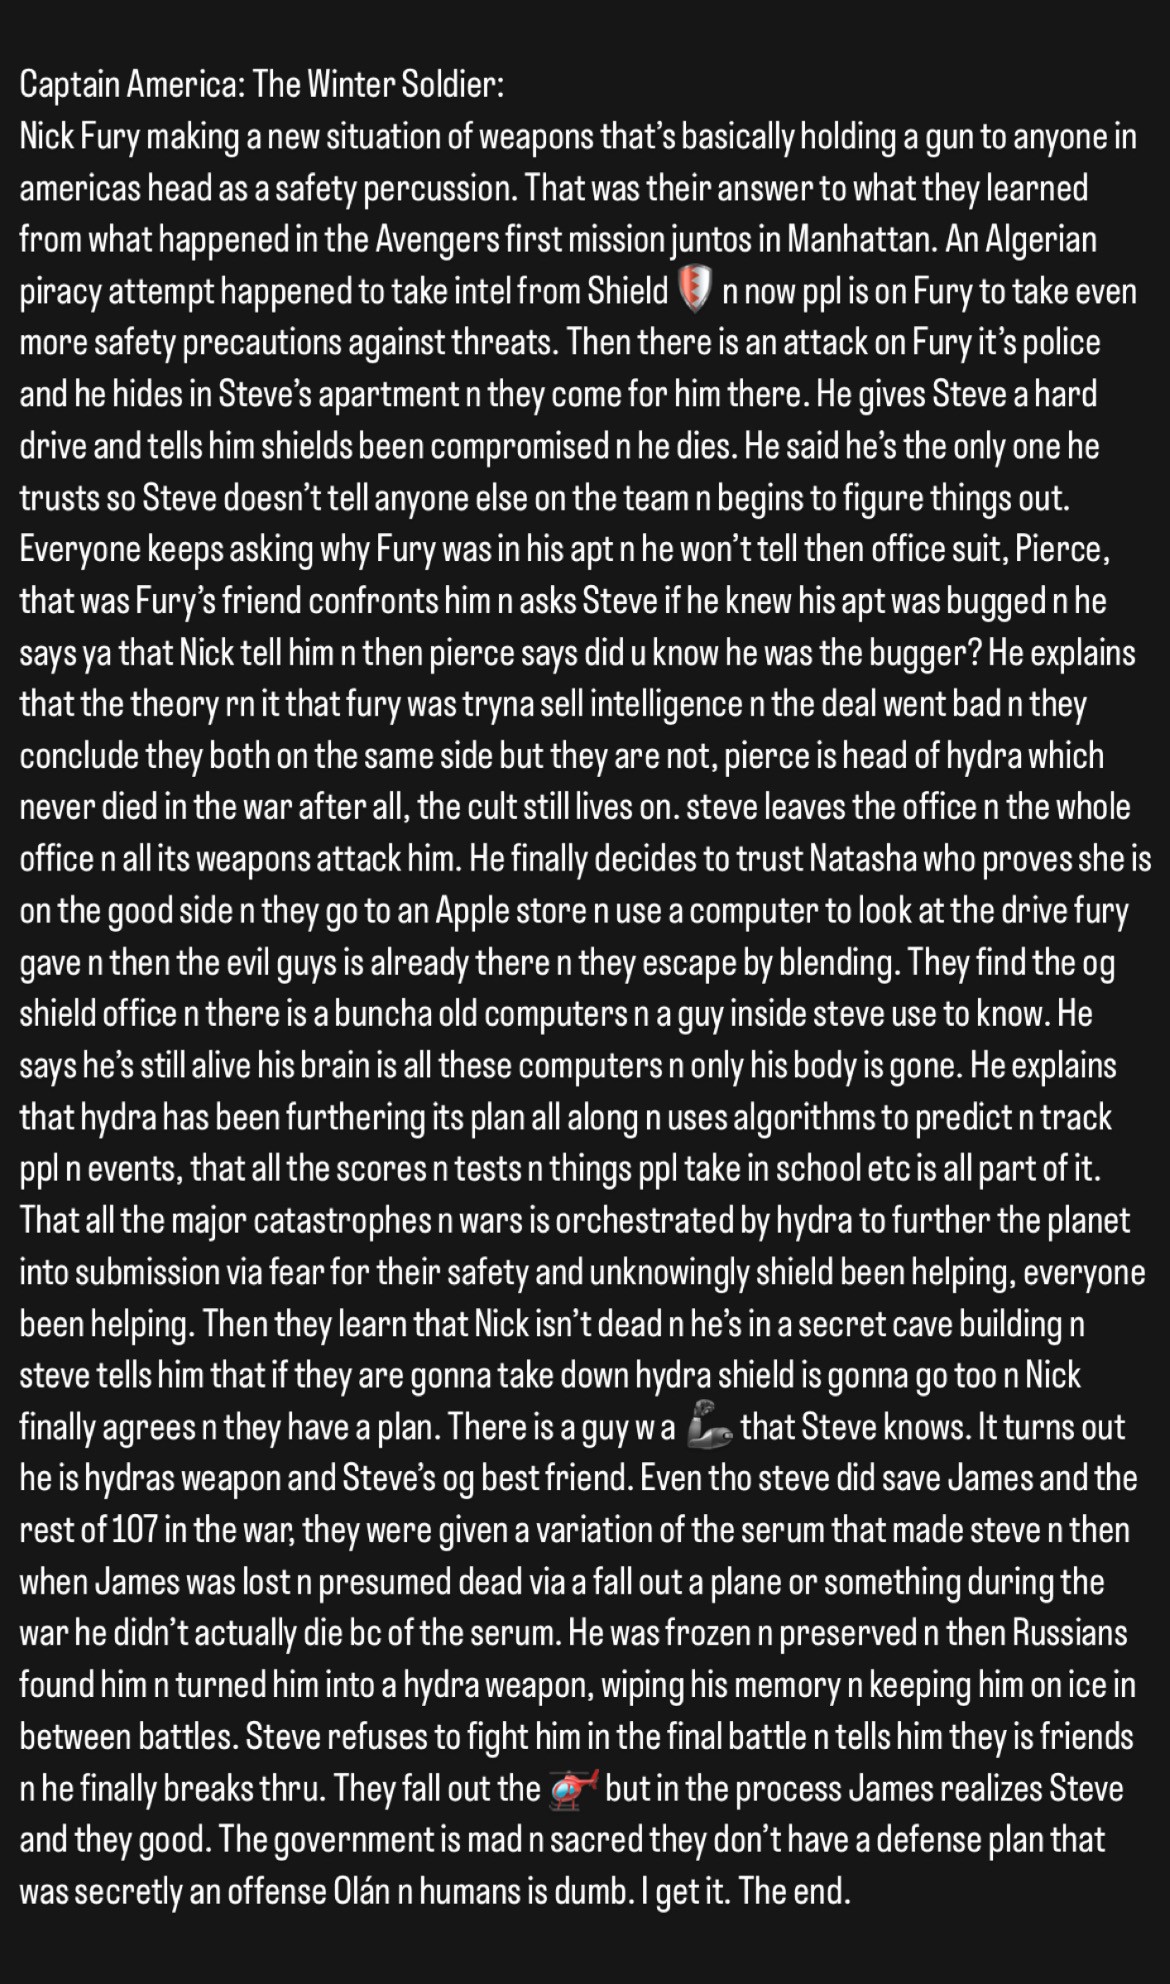 Captain America: The Winter Soldier:
Nick Fury making a new situation of weapons that’s basically holding a gun to anyone in
americas head as a safety percussion. That was their answer to what they learned
from what happened in the Avengers first mission juntos in Manhattan. An Algerian
piracy attempt happened to take intel from Shield 🛡️ n now ppl is on Fury to take even
more safety precautions against threats. Then there is an attack on Fury it’s police
and he hides in Steve’s apartment n they come for him there. He gives Steve a hard
drive and tells him shields been compromised n he dies. He said he’s the only one he
trusts so Steve doesn’t tell anyone else on the team n begins to figure things out.
Everyone keeps asking why Fury was in his apt n he won’t tell then office suit, Pierce,
that was Fury’s friend confronts him n asks Steve if he knew his apt was bugged n he
says ya that Nick tell him n then pierce says did u know he was the bugger? He explains
that the theory rn it that fury was tryna sell intelligence n the deal went bad n they
conclude they both on the same side but they are not, pierce is head of hydra which
never died in the war after all, the cult still lives on. steve leaves the office n the whole
office n all its weapons attack him. He finally decides to trust Natasha who proves she is
on the good side n they go to an Apple store n use a computer to look at the drive fury
gave n then the evil guys is already there n they escape by blending. They find the og
shield office n there is a buncha old computers n a guy inside steve use to know. He
says he’s still alive his brain is all these computers n only his body is gone. He explains
that hydra has been furthering its plan all along n uses algorithms to predict n track
ppl n events, that all the scores n tests n things ppl take in school etc is all part of it.
That all the major catastrophes n wars is orchestrated by hydra to further the planet
into submission via fear for their safety and unknowingly shield been helping, everyone
been helping. Then they learn that Nick isn’t dead n he’s in a secret cave building n
steve tells him that if they are gonna take down hydra shield is gonna go too n Nick
finally agrees n they have a plan. There is a guy w a 🦾 that Steve knows. It turns out
he is hydras weapon and Steve’s og best friend. Even tho steve did save James and the
rest of 107 in the war, they were given a variation of the serum that made steve n then
when James was lost n presumed dead via a fall out a plane or something during the
war he didn’t actually die bc of the serum. He was frozen n preserved n then Russians
found him n turned him into a hydra weapon, wiping his memory n keeping him on ice in
between battles. Steve refuses to fight him in the final battle n tells him they is friends
n he finally breaks thru. They fall out the 🚁 but in the process James realizes Steve
and they good. The government is mad n sacred they don’t have a defense plan that
was secretly an offense Olán n humans is dumb. I get it. The end.